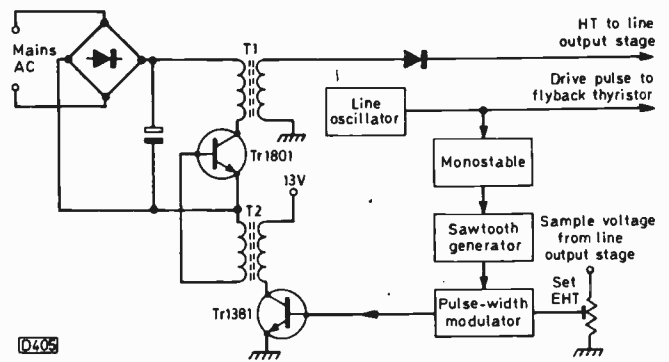 Mains
AC
T1
HT to line
output stage
Drive pulse to
flyback thyristor
Line
oscillator
Tr1801
Monostable
13V
T2
Sawtooth
generator
Sample voltage
from line
output stage
Set
EHT
Tr1381
Pulse-width
modulator
D405